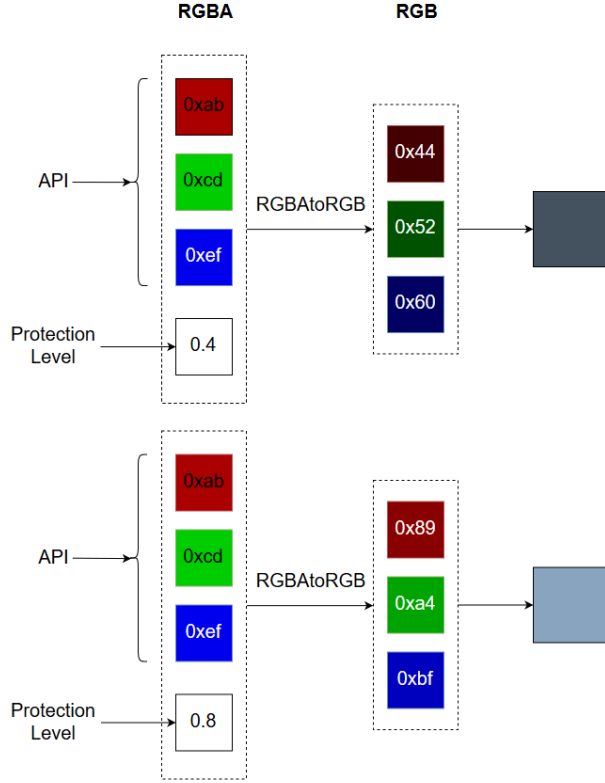 RGBA
RGB
0xab
0xcd
0xef
API
Protection
Level
0.4
RGBAtoRGB
0x44
0x52
0x60
0xab
0xcd
0xef
API
Protection
Level
0.8
RGBAtoRGB
0x89
0xa4
0xbf